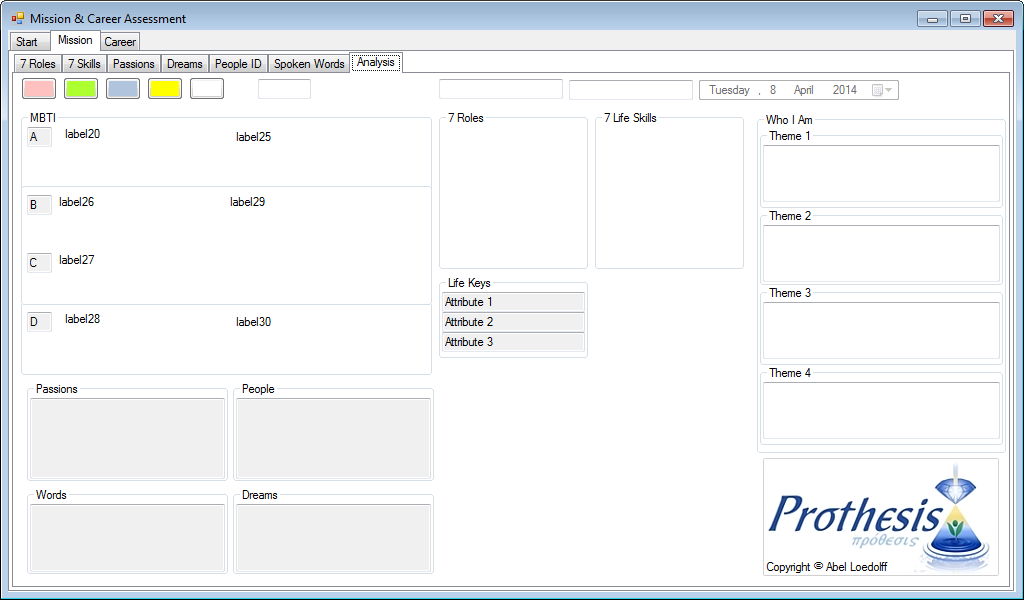 Mission & Career Assessment
Start Mission Career
7 Roles 7 Skills Passions Dreams People ID Spoken Words Analysis
Tuesday , 8 April 2014
MBTI
A label20 label25
B label26 label29
C label27
D label28 label30
7 Roles
7 Life Skills
Life Keys
Attribute 1
Attribute 2
Attribute 3
Who I Am
Theme 1
Theme 2
Theme 3
Theme 4
Passions
People
Words
Dreams
Prothesis
πρόθεσις
Copyright © Abel Loedolff